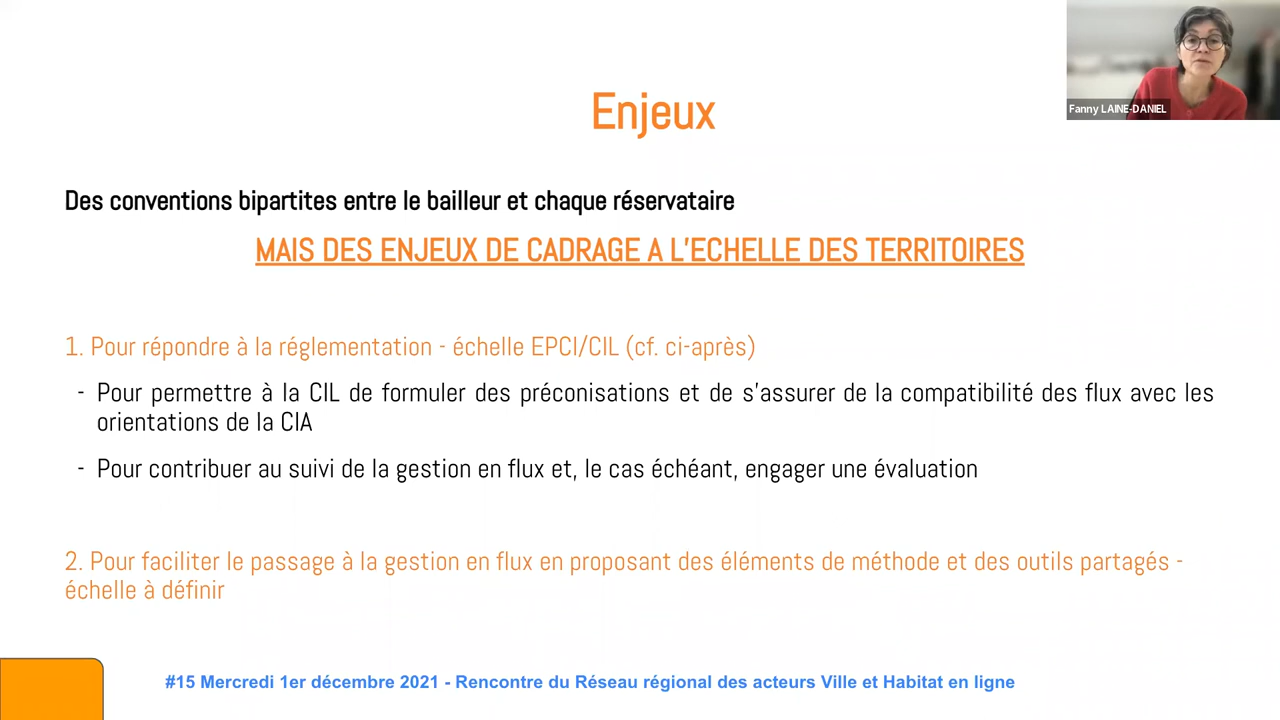 Fanny LAINE-DANIEL
Enjeux
Des conventions bipartites entre le bailleur et chaque réservataire
MAIS DES ENJEUX DE CADRAGE A L'ECHELLE DES TERRITOIRES
1. Pour répondre à la réglementation - échelle EPCI/CIL (cf. ci-après)
- Pour permettre à la CIL de formuler des préconisations et de s'assurer de la compatibilité des flux avec les
orientations de la CIA
- Pour contribuer au suivi de la gestion en flux et, le cas échéant, engager une évaluation
2. Pour faciliter le passage à la gestion en flux en proposant des éléments de méthode et des outils partagés -
échelle à définir
#15 Mercredi 1er décembre 2021 - Rencontre du Réseau régional des acteurs Ville et Habitat en ligne